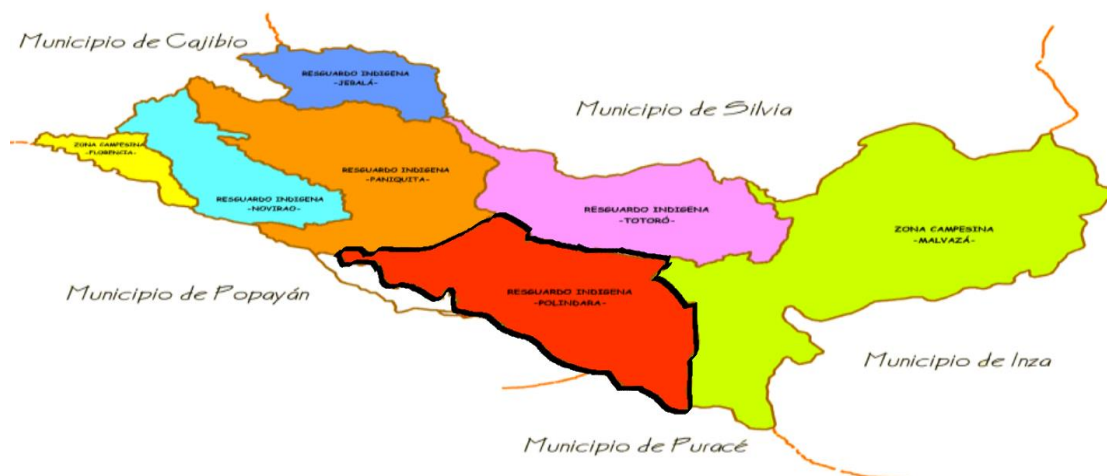 Municipio de Cajibio
RESGUARDO INDIGENA
-JEBALÁ-
Municipio de Silvia
ZONA CAMPESINA
-FLORENCIA-
RESGUARDO INDIGENA
-PANIQUITA-
RESGUARDO INDIGENA
-NOVIRAO-
RESGUARDO INDIGENA
-TOTORÓ-
ZONA CAMPESINA
-MALVAZÁ-
Municipio de Popayán
RESGUARDO INDIGENA
-POLINDARA-
Municipio de Inza
Municipio de Puracé